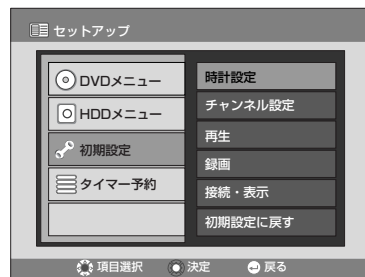 セットアップ
DVDメニュー
HDDメニュー
初期設定
タイマー予約
時計設定
チャンネル設定
再生
録画
接続・表示
初期設定に戻す
項目選択 決定 戻る